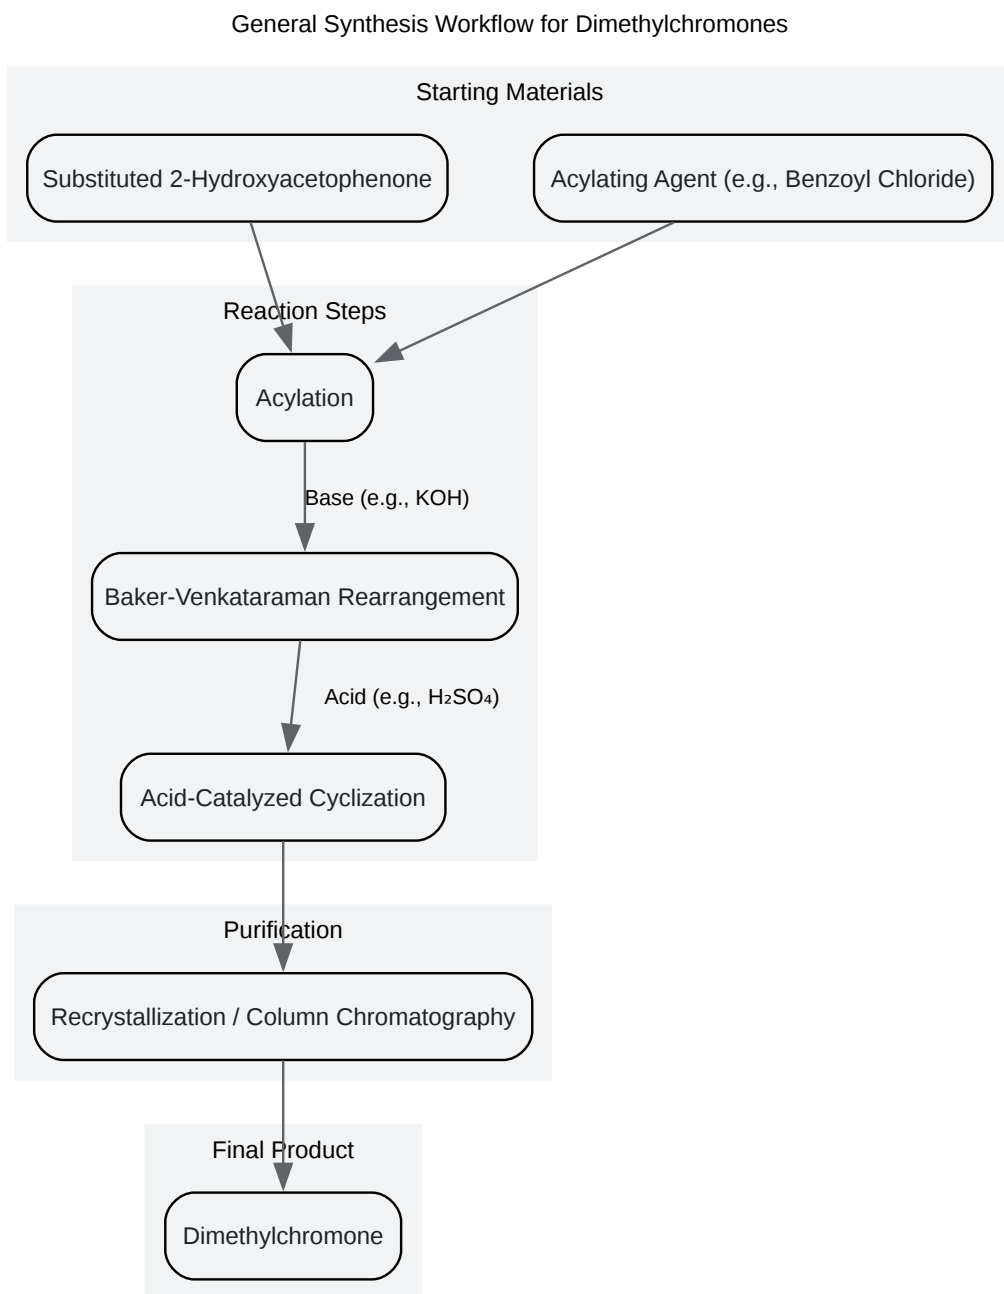 General Synthesis Workflow for Dimethylchromones
Starting Materials
Substituted 2-Hydroxyacetophenone
Acylating Agent (e.g., Benzoyl Chloride)
Reaction Steps
Acylation
Base (e.g., KOH)
Baker-Venkataraman Rearrangement
Acid (e.g., H₂SO₄)
Acid-Catalyzed Cyclization
Purification
Recrystallization / Column Chromatography
Final Product
Dimethylchromone